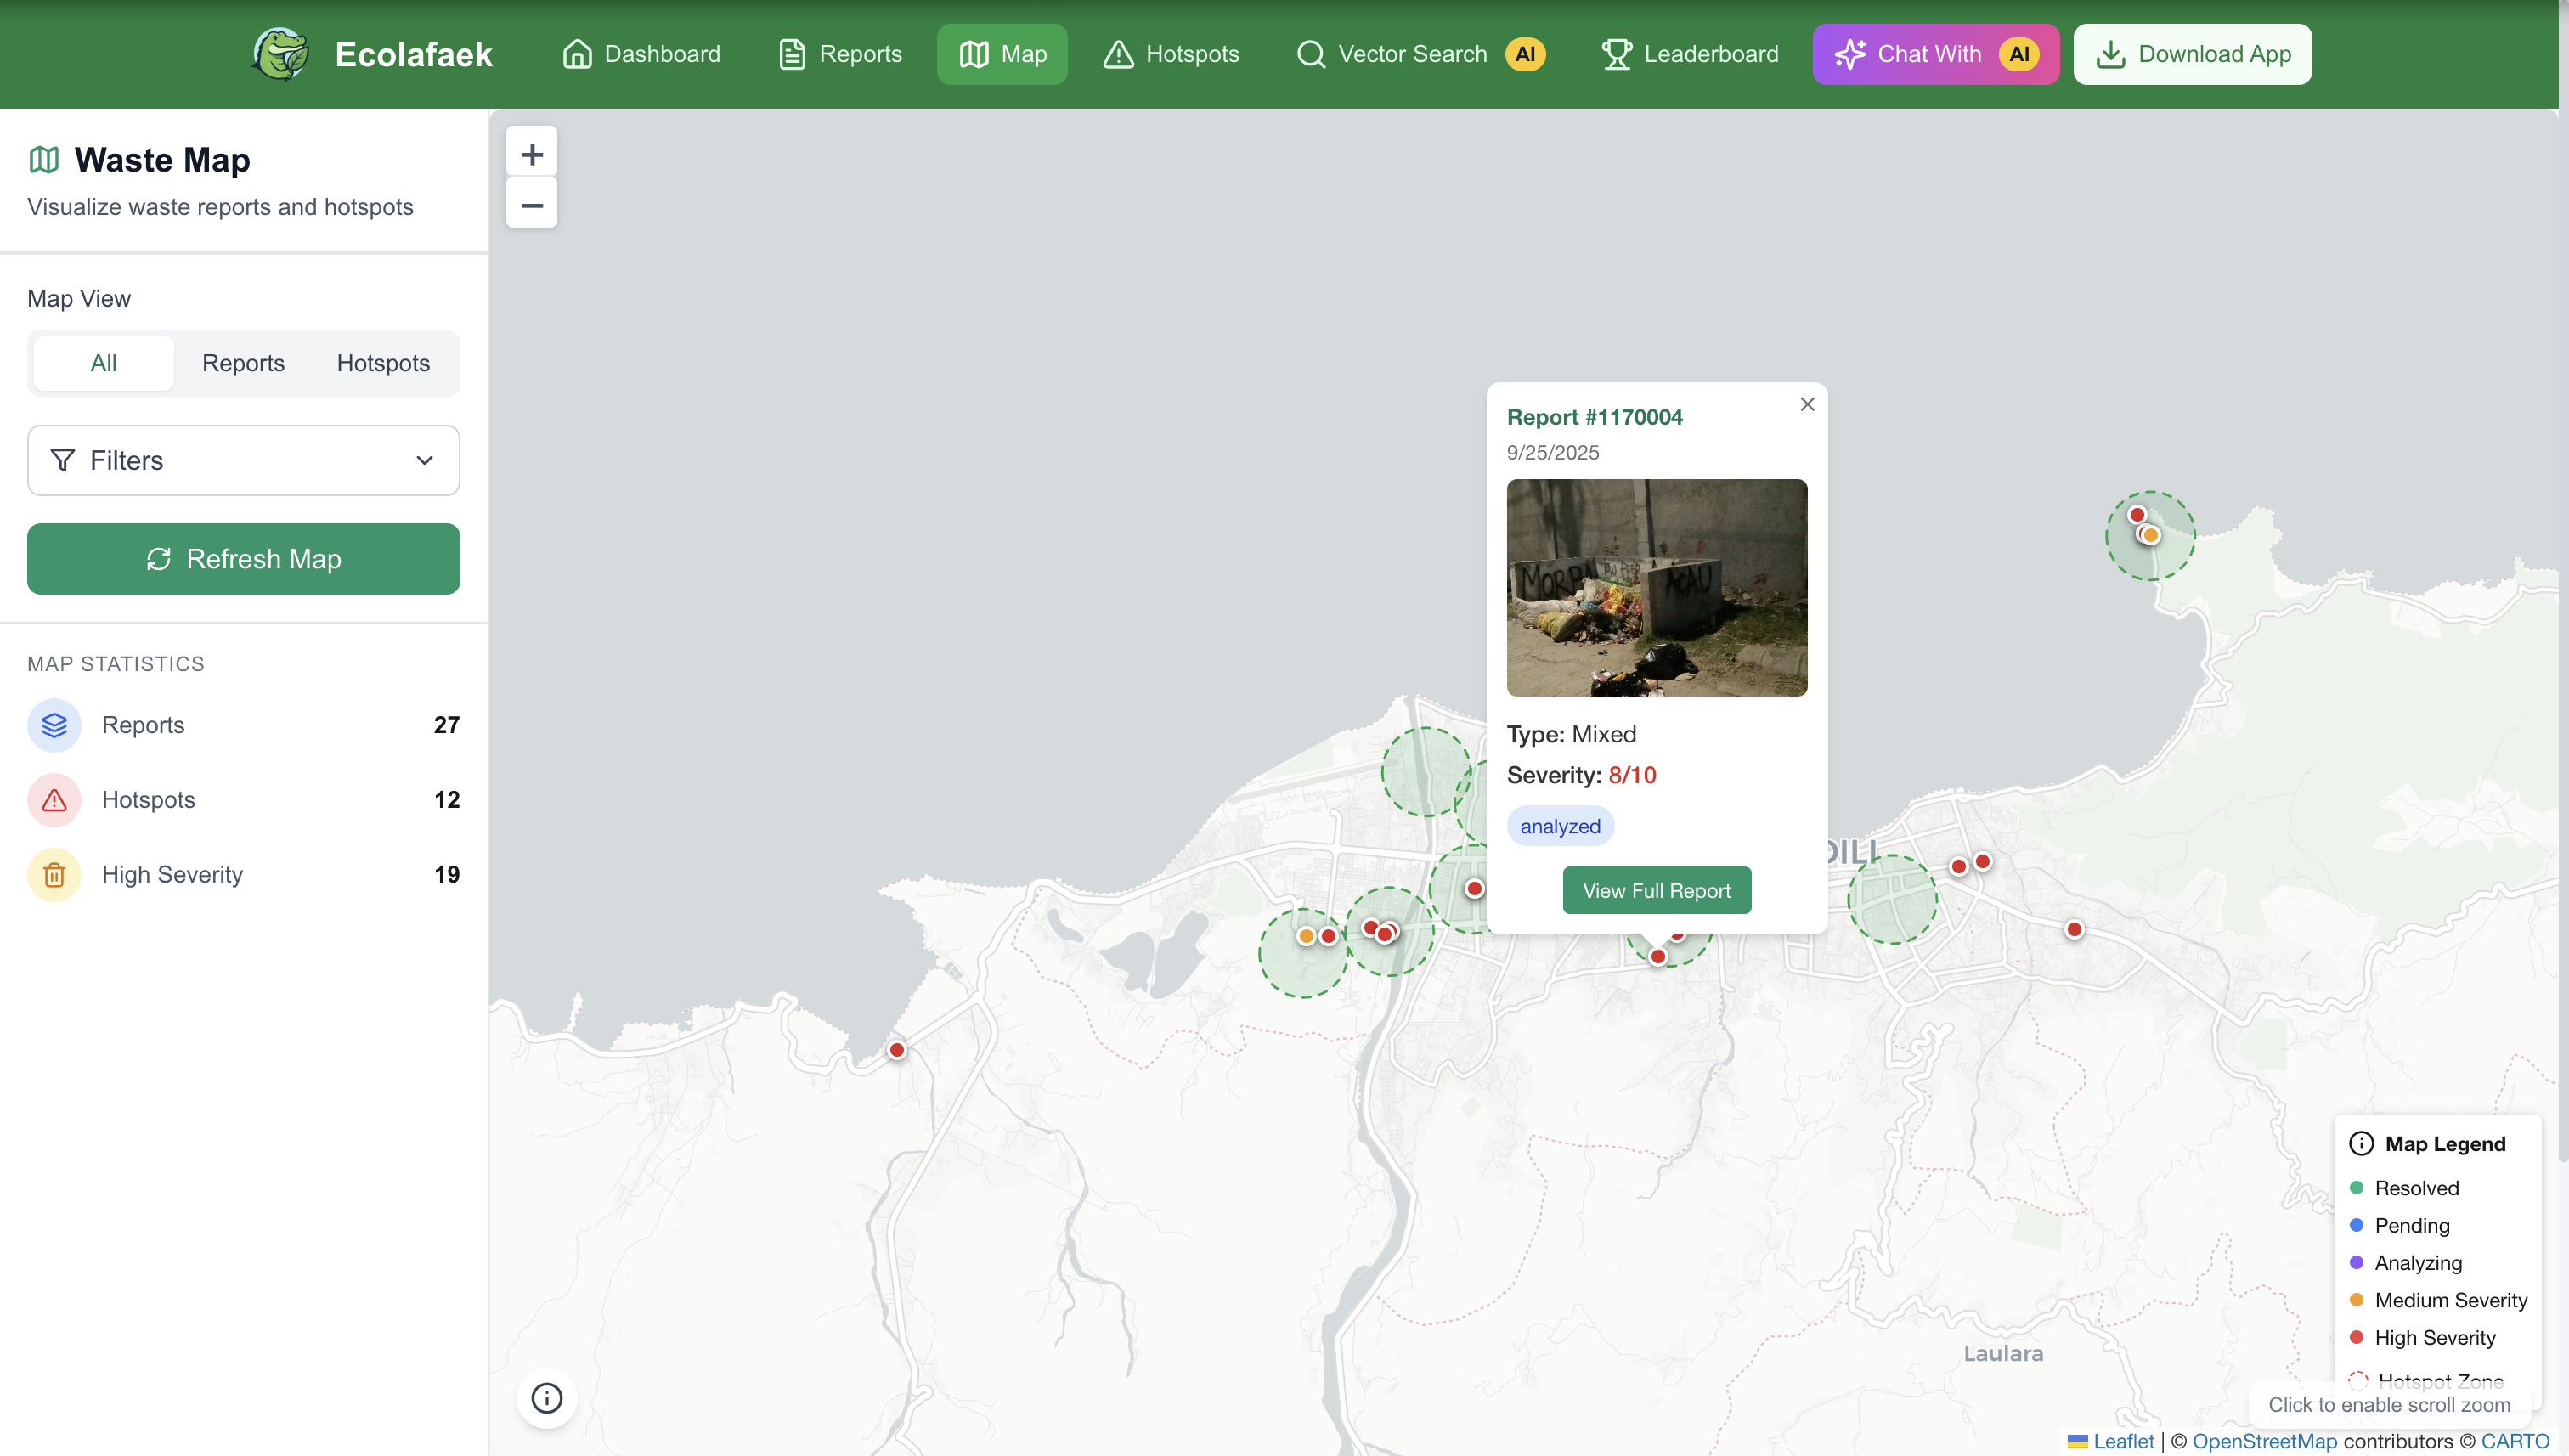 Ecolafaek
Dashboard
Reports
Map
Hotspots
Vector Search AI
Leaderboard
Chat With AI
Download App
Waste Map
Visualize waste reports and hotspots
Map View
All
Reports
Hotspots
Filters
Refresh Map
MAP STATISTICS
Reports 27
Hotspots 12
High Severity 19
+
−
Report #1170004
9/25/2025
MORRA
ACAU
Type: Mixed
Severity: 8/10
analyzed
View Full Report
DILI
Laulara
Map Legend
Resolved
Pending
Analyzing
Medium Severity
High Severity
Hotspot Zone
Click to enable scroll zoom
Leaflet | © OpenStreetMap contributors © CARTO